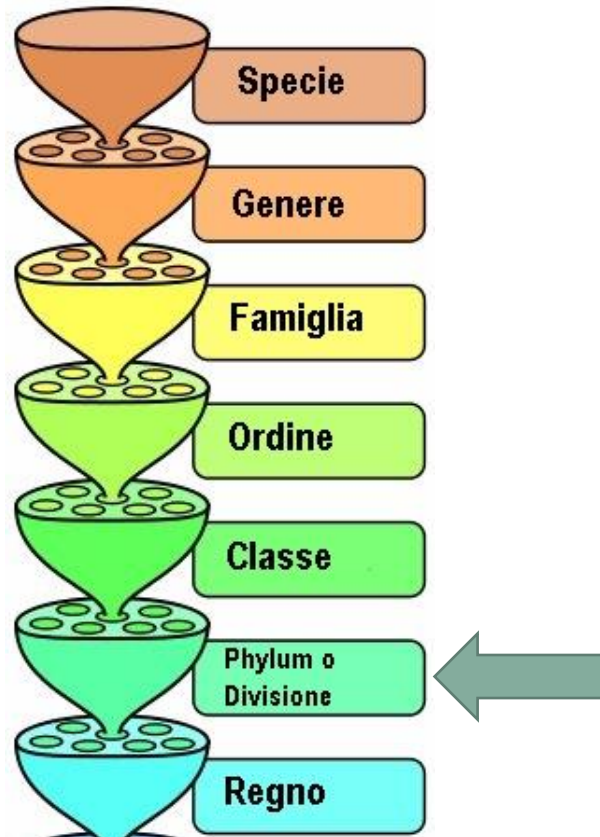 Specie
Genere
Famiglia
Ordine
Classe
Phylum o
Divisione
Regno